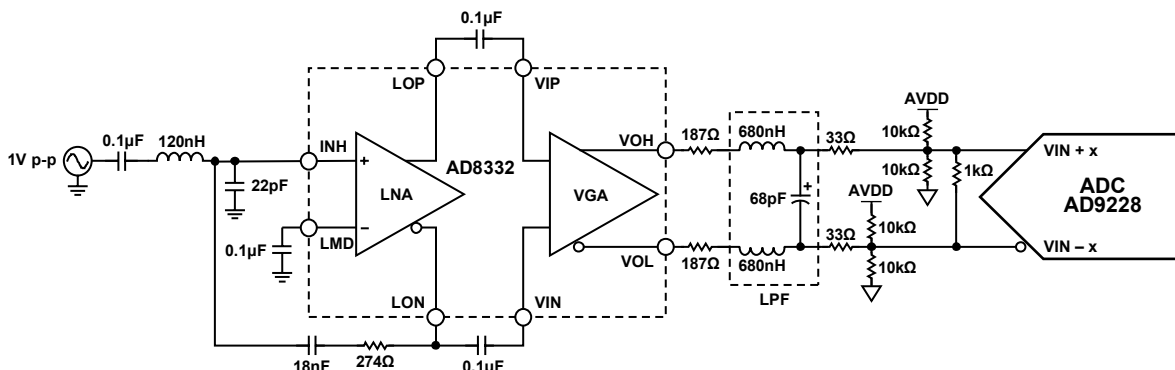 0.1µF
LOP
VIP
1V p-p
0.1µF
120nH
INH
22pF
LNA
AD8332
VGA
LMD
0.1µF
LON
VIN
VOH
VOL
187Ω
680nH
187Ω
680nH
68pF
+
LPF
33Ω
33Ω
AVDD
10kΩ
10kΩ
AVDD
10kΩ
10kΩ
1kΩ
VIN + x
ADC
AD9228
VIN – x
18nF
274Ω
0.1µF
+
–